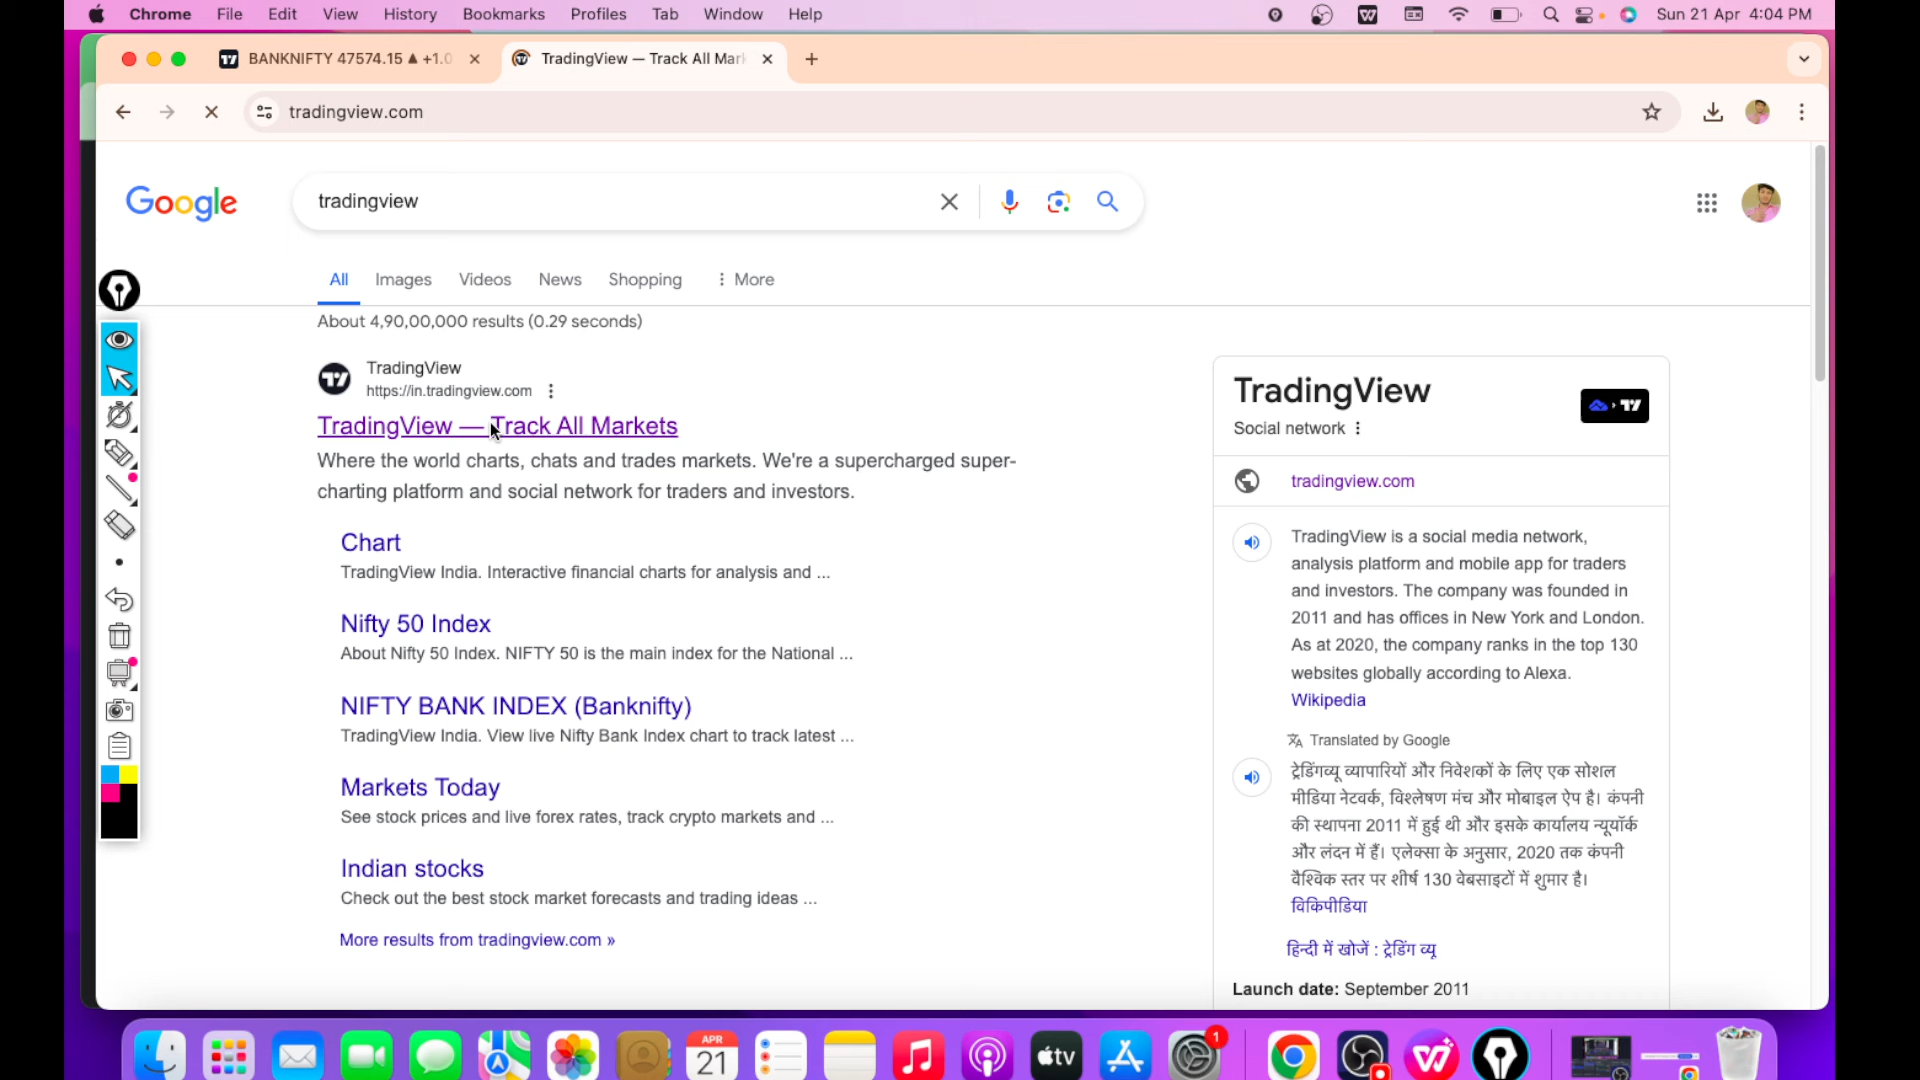 Chrome File Edit View History Bookmarks Profiles Tab Window Help Sun 21 Apr 4:04 PM
BANKNIFTY 47574.15 ▲ +1.0 TradingView — Track All Mar
tradingview.com
Google tradingview
All Images Videos News Shopping More
About 4,90,00,000 results (0.29 seconds)
TradingView
https://in.tradingview.com
TradingView — Track All Markets
Where the world charts, chats and trades markets. We're a supercharged super-
charting platform and social network for traders and investors.
Chart
TradingView India. Interactive financial charts for analysis and ...
Nifty 50 Index
About Nifty 50 Index. NIFTY 50 is the main index for the National ...
NIFTY BANK INDEX (Banknifty)
TradingView India. View live Nifty Bank Index chart to track latest ...
Markets Today
See stock prices and live forex rates, track crypto markets and ...
Indian stocks
Check out the best stock market forecasts and trading ideas ...
More results from tradingview.com »
TradingView
Social network
tradingview.com
TradingView is a social media network,
analysis platform and mobile app for traders
and investors. The company was founded in
2011 and has offices in New York and London.
As at 2020, the company ranks in the top 130
websites globally according to Alexa.
Wikipedia
Translated by Google
ट्रेडिंगव्यू व्यापारियों और निवेशकों के लिए एक सोशल
मीडिया नेटवर्क, विश्लेषण मंच और मोबाइल ऐप है। कंपनी
की स्थापना 2011 में हुई थी और इसके कार्यालय न्यूयॉर्क
और लंदन में हैं। एलेक्सा के अनुसार, 2020 तक कंपनी
वैश्विक स्तर पर शीर्ष 130 वेबसाइटों में शुमार है।
विकिपीडिया
हिन्दी में खोजें : ट्रेडिंग व्यू
Launch date: September 2011
APR
21
tv
1